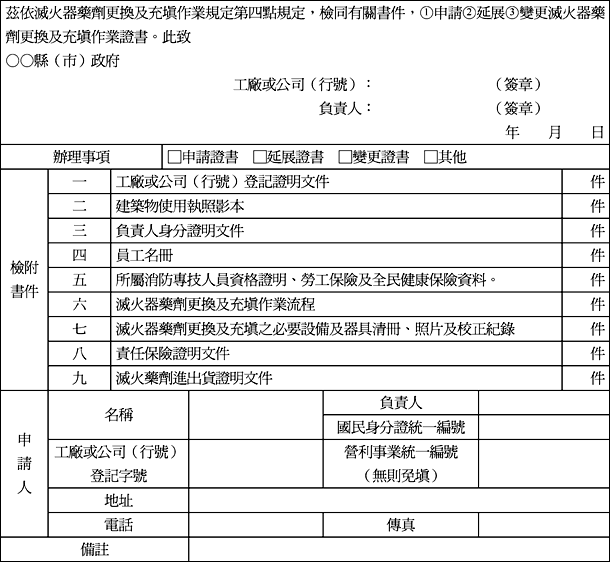 茲依滅火器藥劑更換及充填作業規定第四點規定，檢同有關書件，①申請②延展③變更滅火器藥
劑更換及充填作業證書。此致
○○縣（市）政府
工廠或公司（行號）： （簽章）
負責人： （簽章）
年 月 日
辦理事項 □申請證書 □延展證書 □變更證書 □其他
檢附書件
一 工廠或公司（行號）登記證明文件 件
二 建築物使用執照影本 件
三 負責人身分證明文件 件
四 員工名冊 件
五 所屬消防專技人員資格證明、勞工保險及全民健康保險資料。 件
六 滅火器藥劑更換及充填作業流程 件
七 滅火器藥劑更換及充填之必要設備及器具清冊、照片及校正紀錄 件
八 責任保險證明文件 件
九 滅火藥劑進出貨證明文件 件
申請人
名稱 負責人
國民身分證統一編號
工廠或公司（行號） 營利事業統一編號
登記字號 （無則免填）
地址
電話 傳真
備註